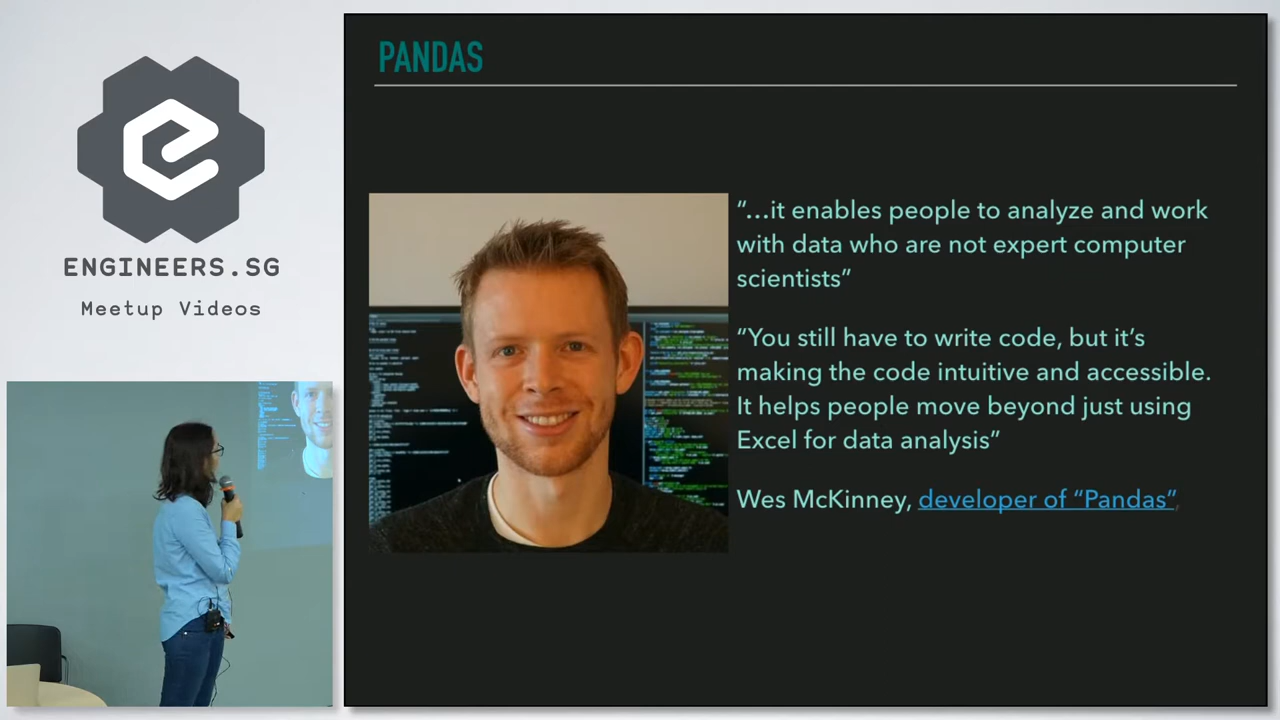 ENGINEERS.SG
Meetup Videos
PANDAS
“…it enables people to analyze and work
with data who are not expert computer
scientists”
“You still have to write code, but it’s
making the code intuitive and accessible.
It helps people move beyond just using
Excel for data analysis”
Wes McKinney, developer of “Pandas”,